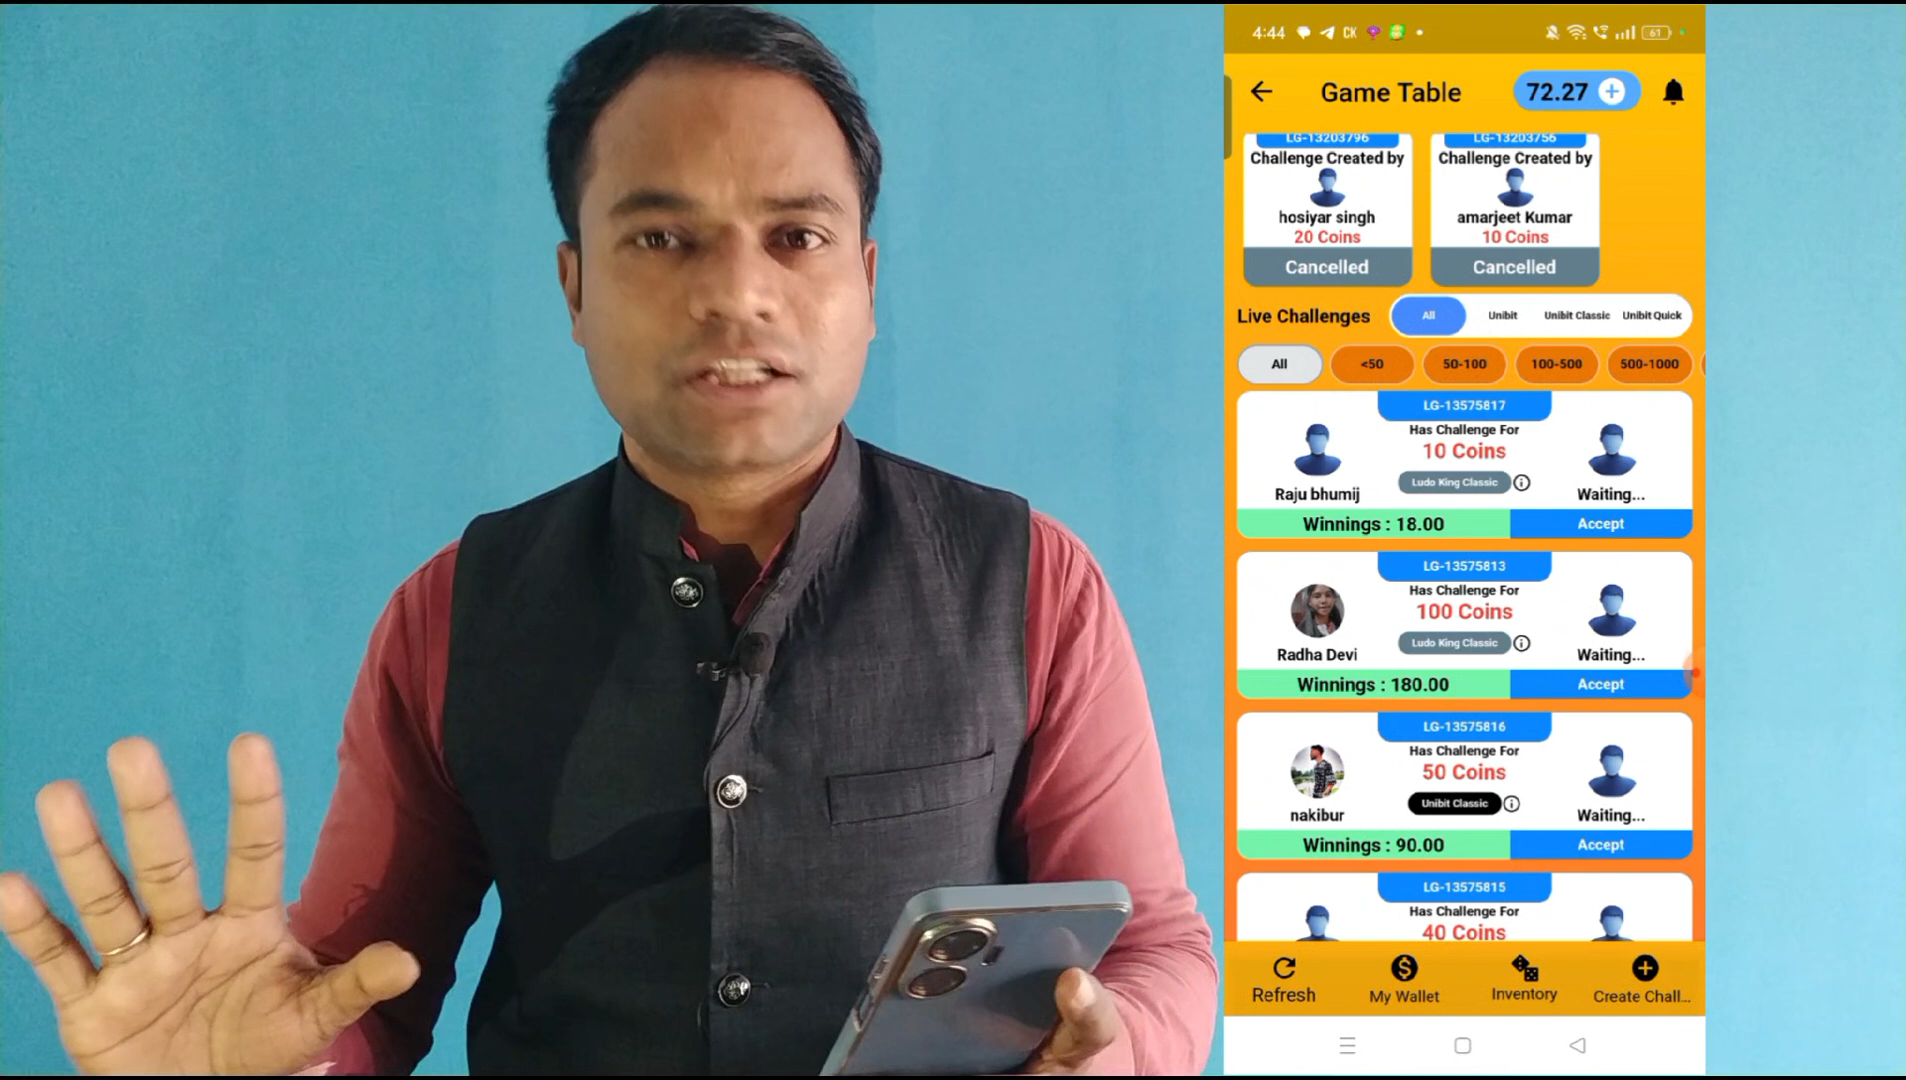 4:44 CK 61
Game Table 72.27
LG-13203796 LG-13203756
Challenge Created by Challenge Created by
hosiyar singh amarjeet Kumar
20 Coins 10 Coins
Cancelled Cancelled
Live Challenges All Unibit Unibit Classic Unibit Quick
All <50 50-100 100-500 500-1000
LG-13575817
Has Challenge For
10 Coins
Ludo King Classic
Raju bhumij Waiting...
Winnings : 18.00 Accept
LG-13575813
Has Challenge For
100 Coins
Ludo King Classic
Radha Devi Waiting...
Winnings : 180.00 Accept
LG-13575816
Has Challenge For
50 Coins
Unibit Classic
nakibur Waiting...
Winnings : 90.00 Accept
LG-13575815
Has Challenge For
40 Coins
Refresh My Wallet Inventory Create Chall...